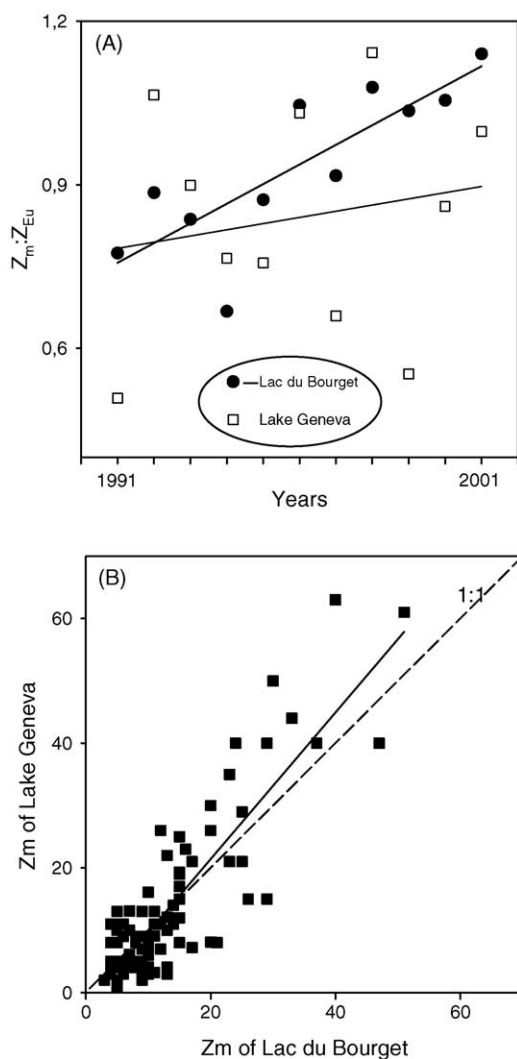 (A)
1,2
0,9
0,6
Zm:ZEu
Lac du Bourget
Lake Geneva
1991
2001
Years
(B)
1:1
60
40
20
0
Zm of Lake Geneva
0
20
40
60
Zm of Lac du Bourget